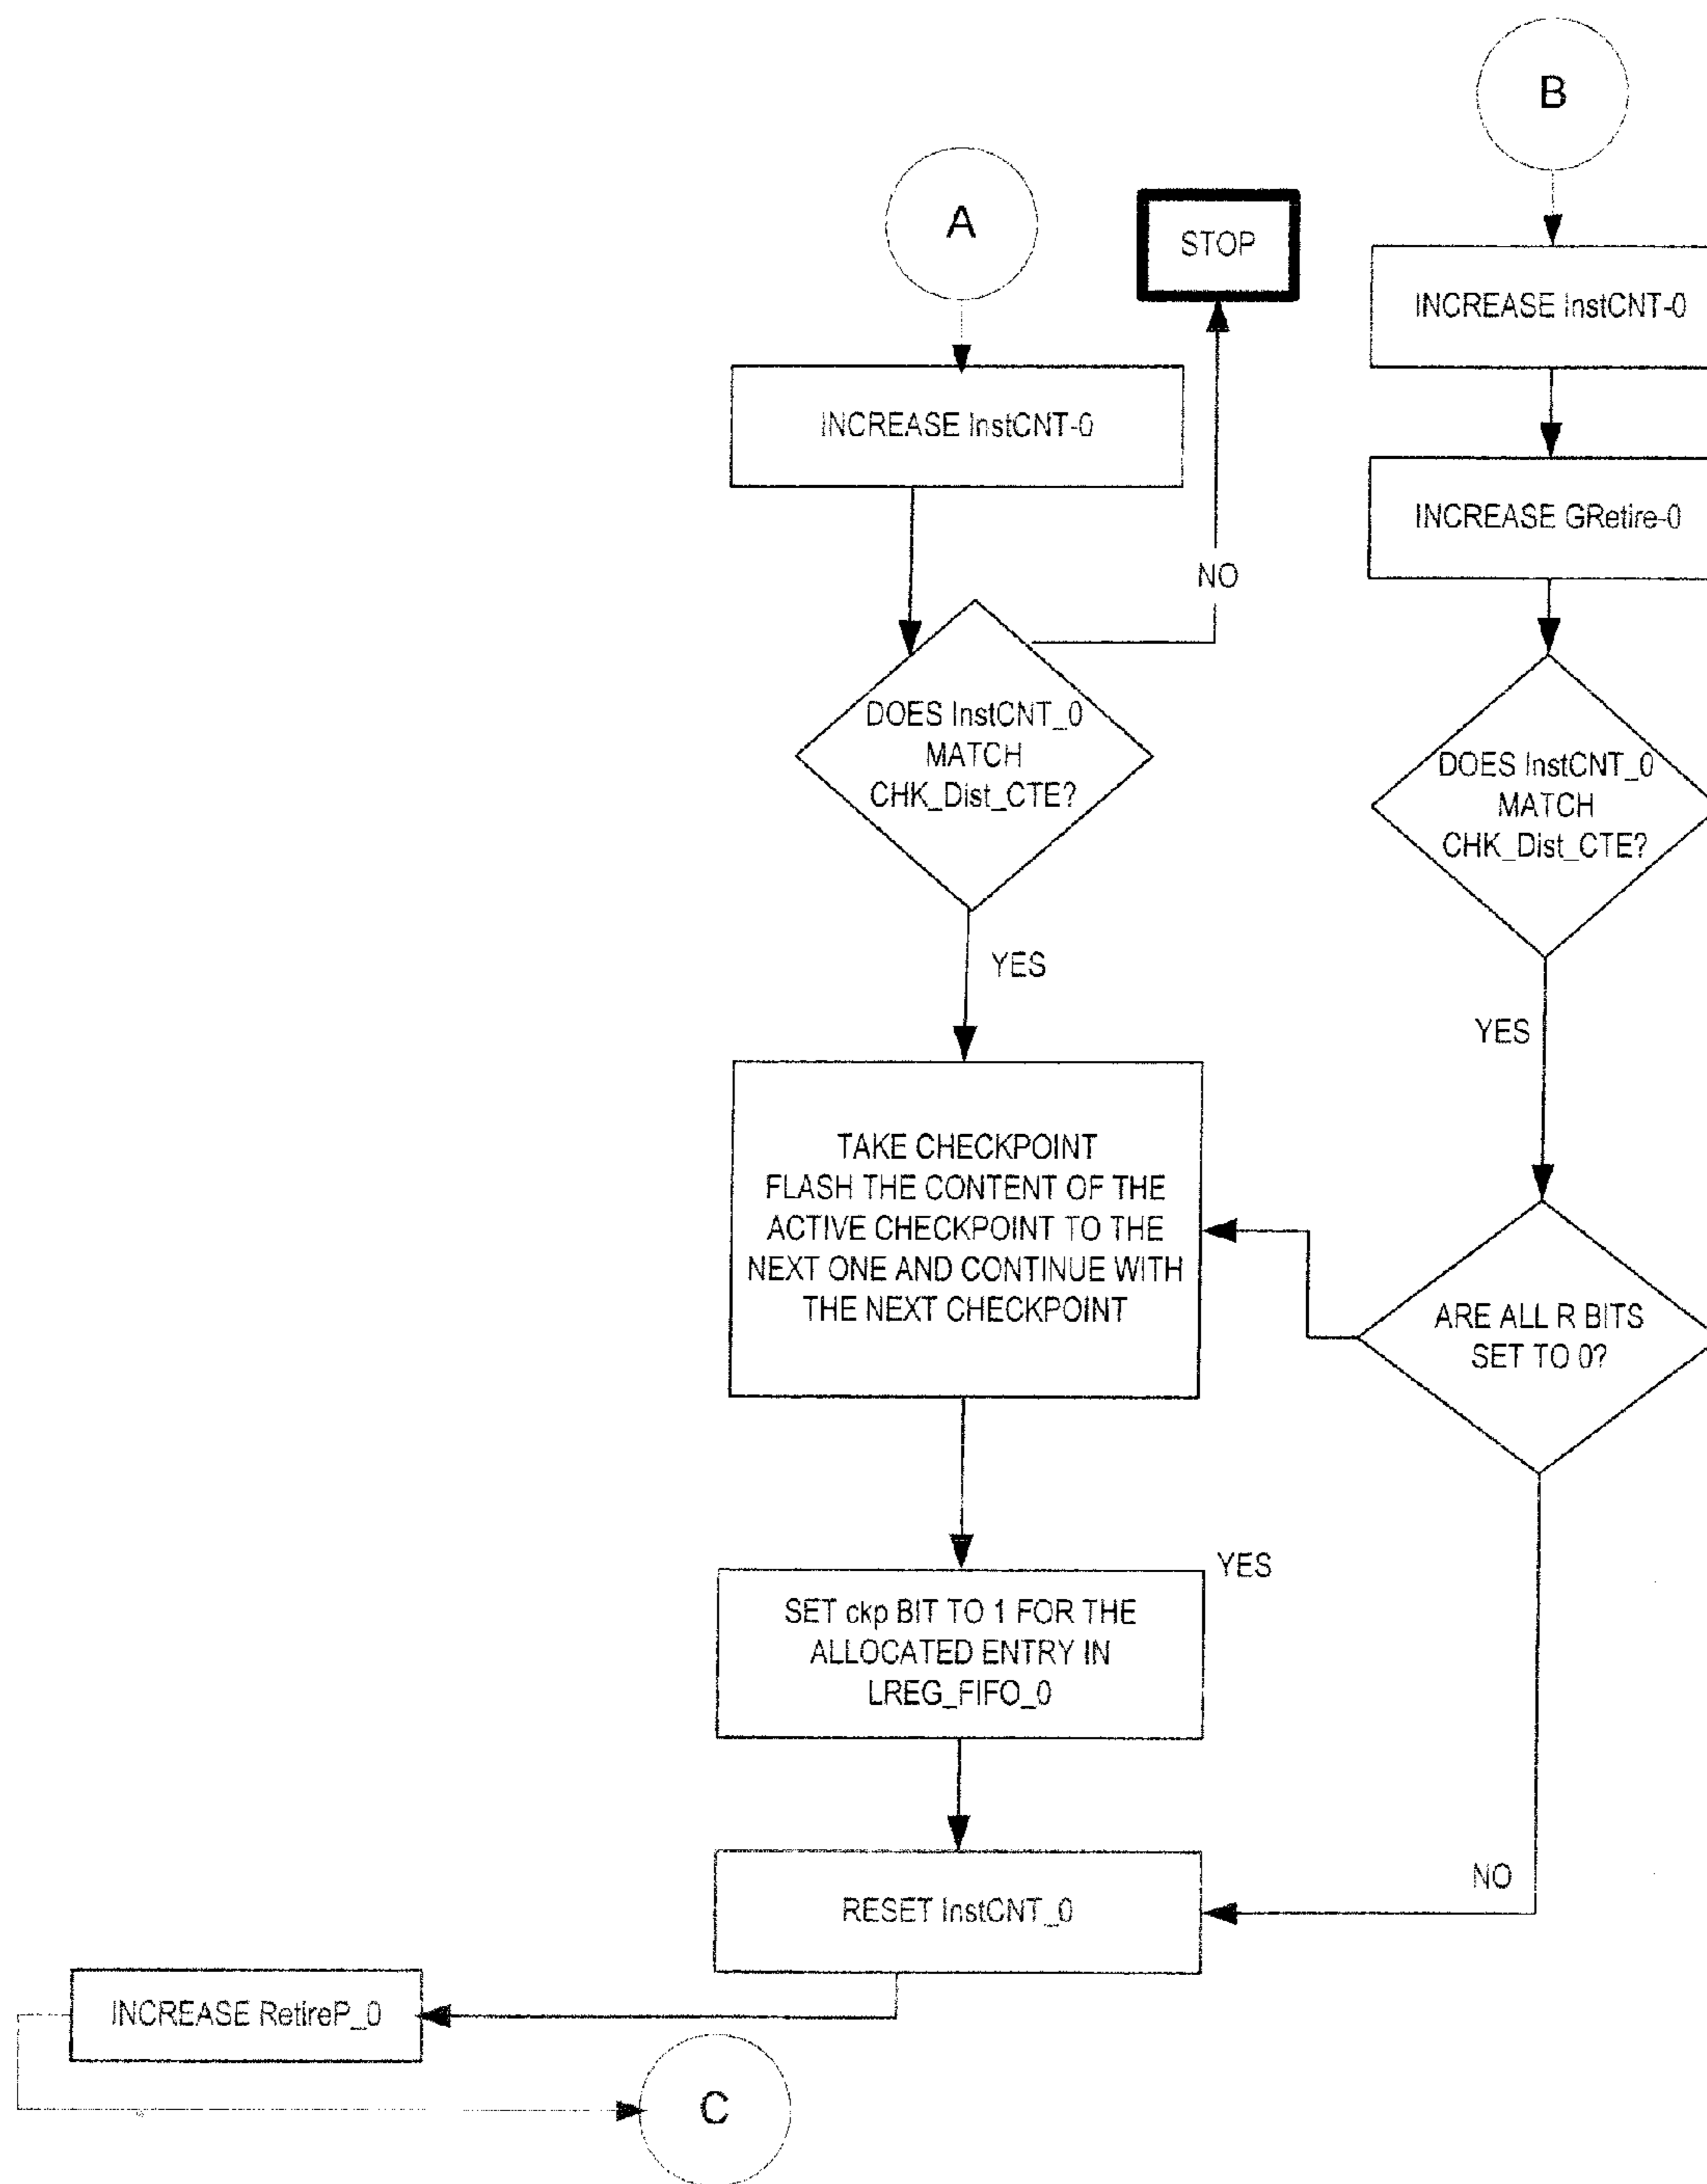 B
A
STOP
INCREASE InstCNT-0
INCREASE InstCNT-0
INCREASE GRetire-0
NO
DOES InstCNT_0
MATCH
CHK_Dist_CTE?
DOES InstCNT_0
MATCH
CHK_Dist_CTE?
YES
YES
TAKE CHECKPOINT
FLASH THE CONTENT OF THE
ACTIVE CHECKPOINT TO THE
NEXT ONE AND CONTINUE WITH
THE NEXT CHECKPOINT
ARE ALL R BITS
SET TO 0?
YES
SET ckp BIT TO 1 FOR THE
ALLOCATED ENTRY IN
LREG_FIFO_0
NO
RESET InstCNT_0
INCREASE RetireP_0
C